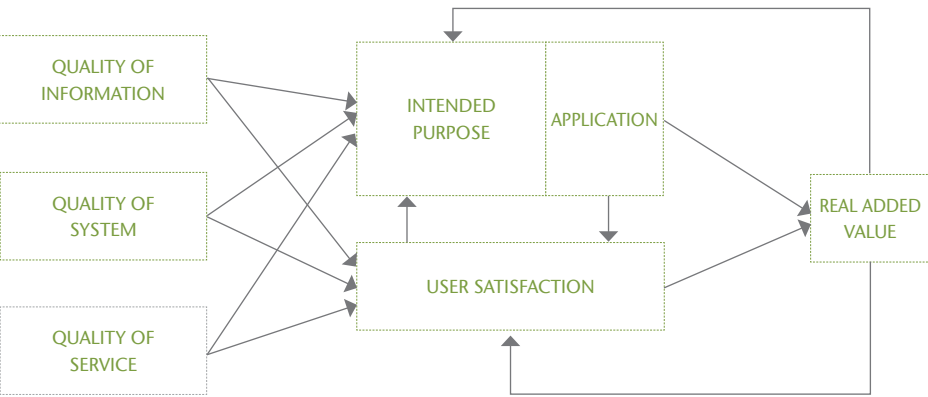 QUALITY OF
INFORMATION
QUALITY OF
SYSTEM
QUALITY OF
SERVICE
INTENDED
PURPOSE
APPLICATION
USER SATISFACTION
REAL ADDED
VALUE